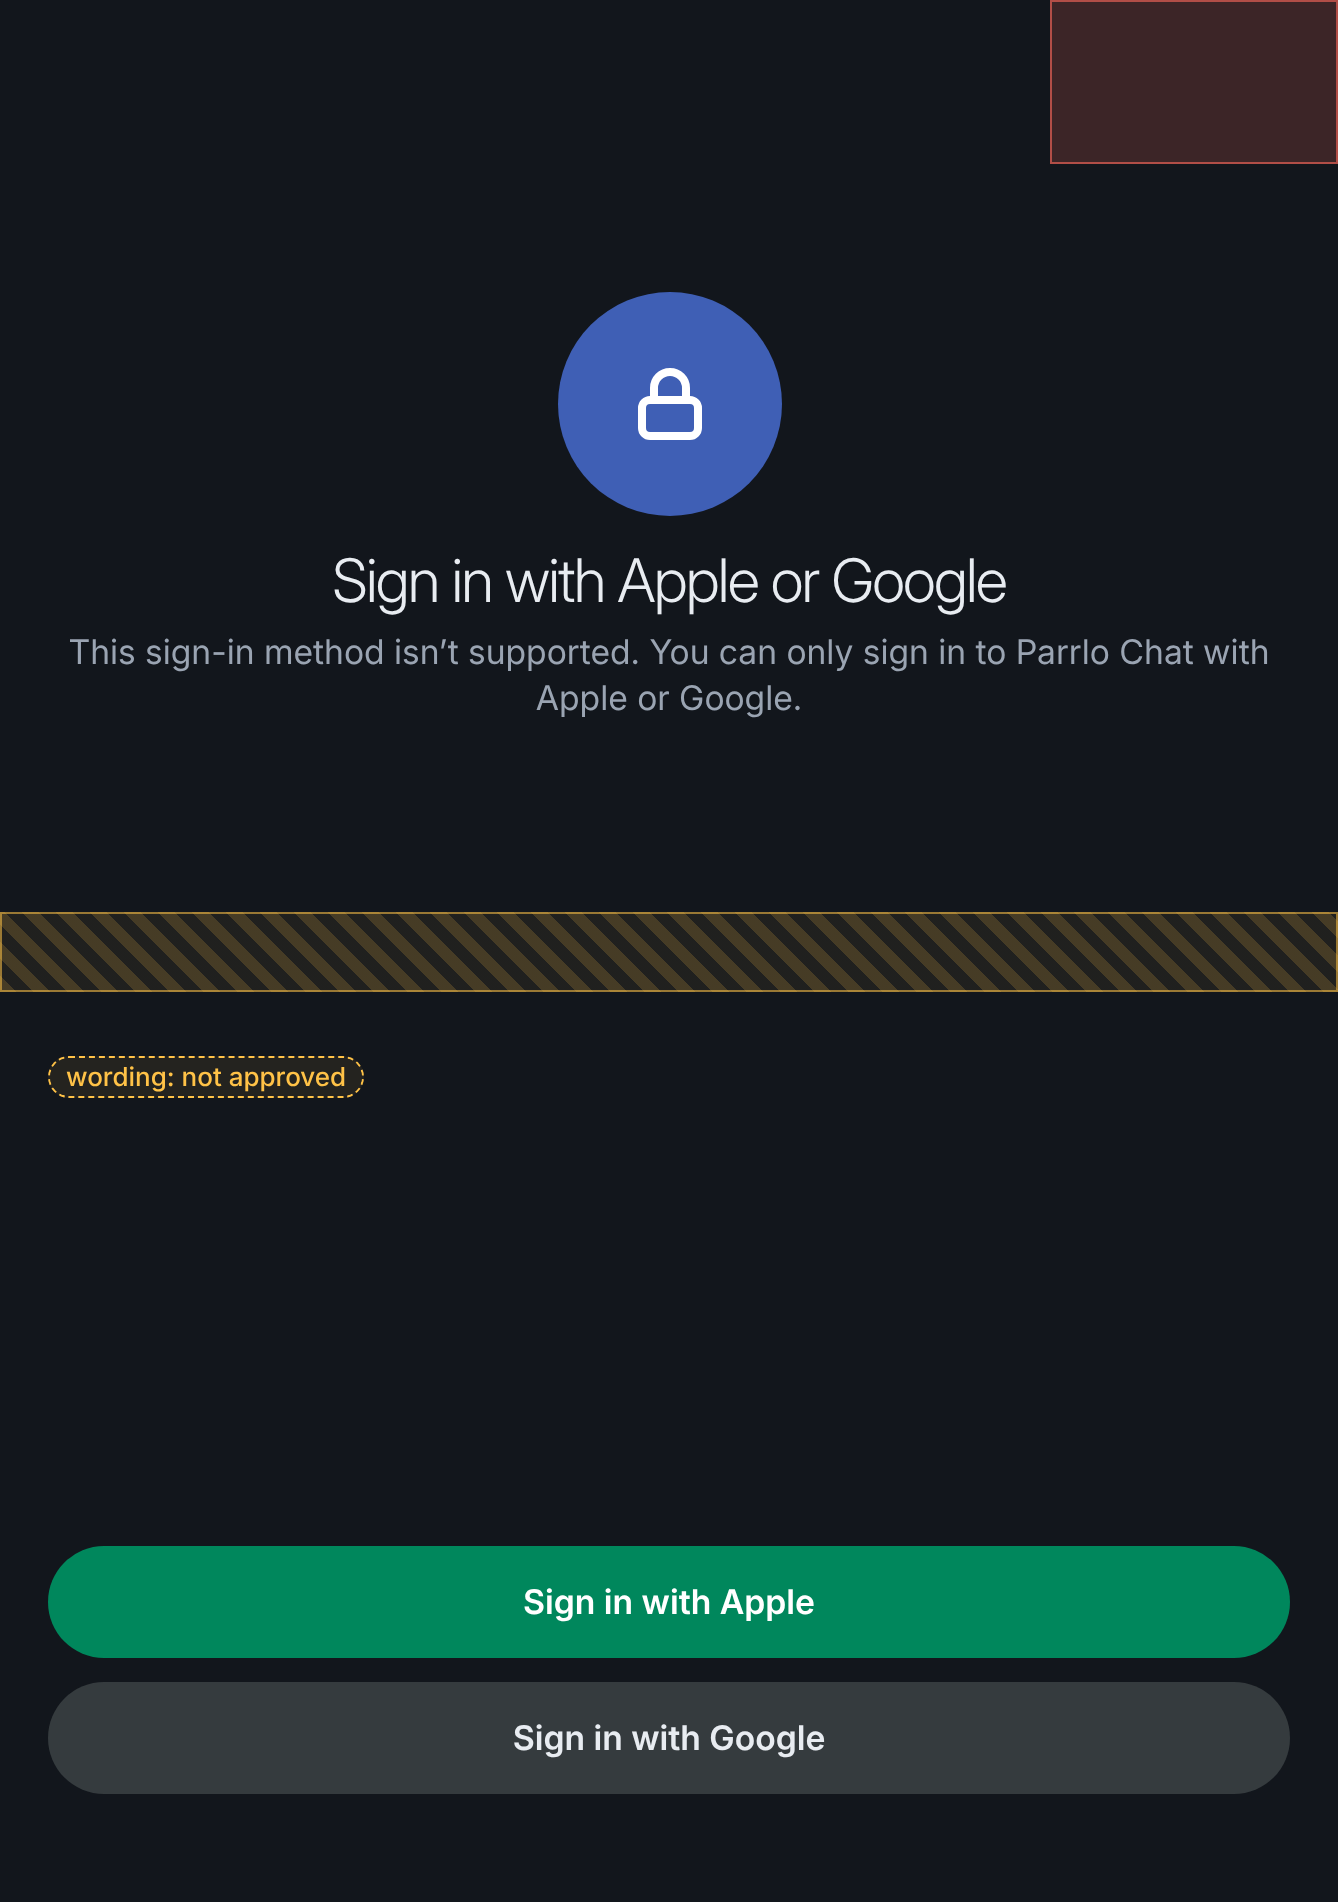 Sign in with Apple or Google
This sign-in method isn’t supported. You can only sign in to Parrlo Chat with
Apple or Google.
wording: not approved
Sign in with Apple
Sign in with Google